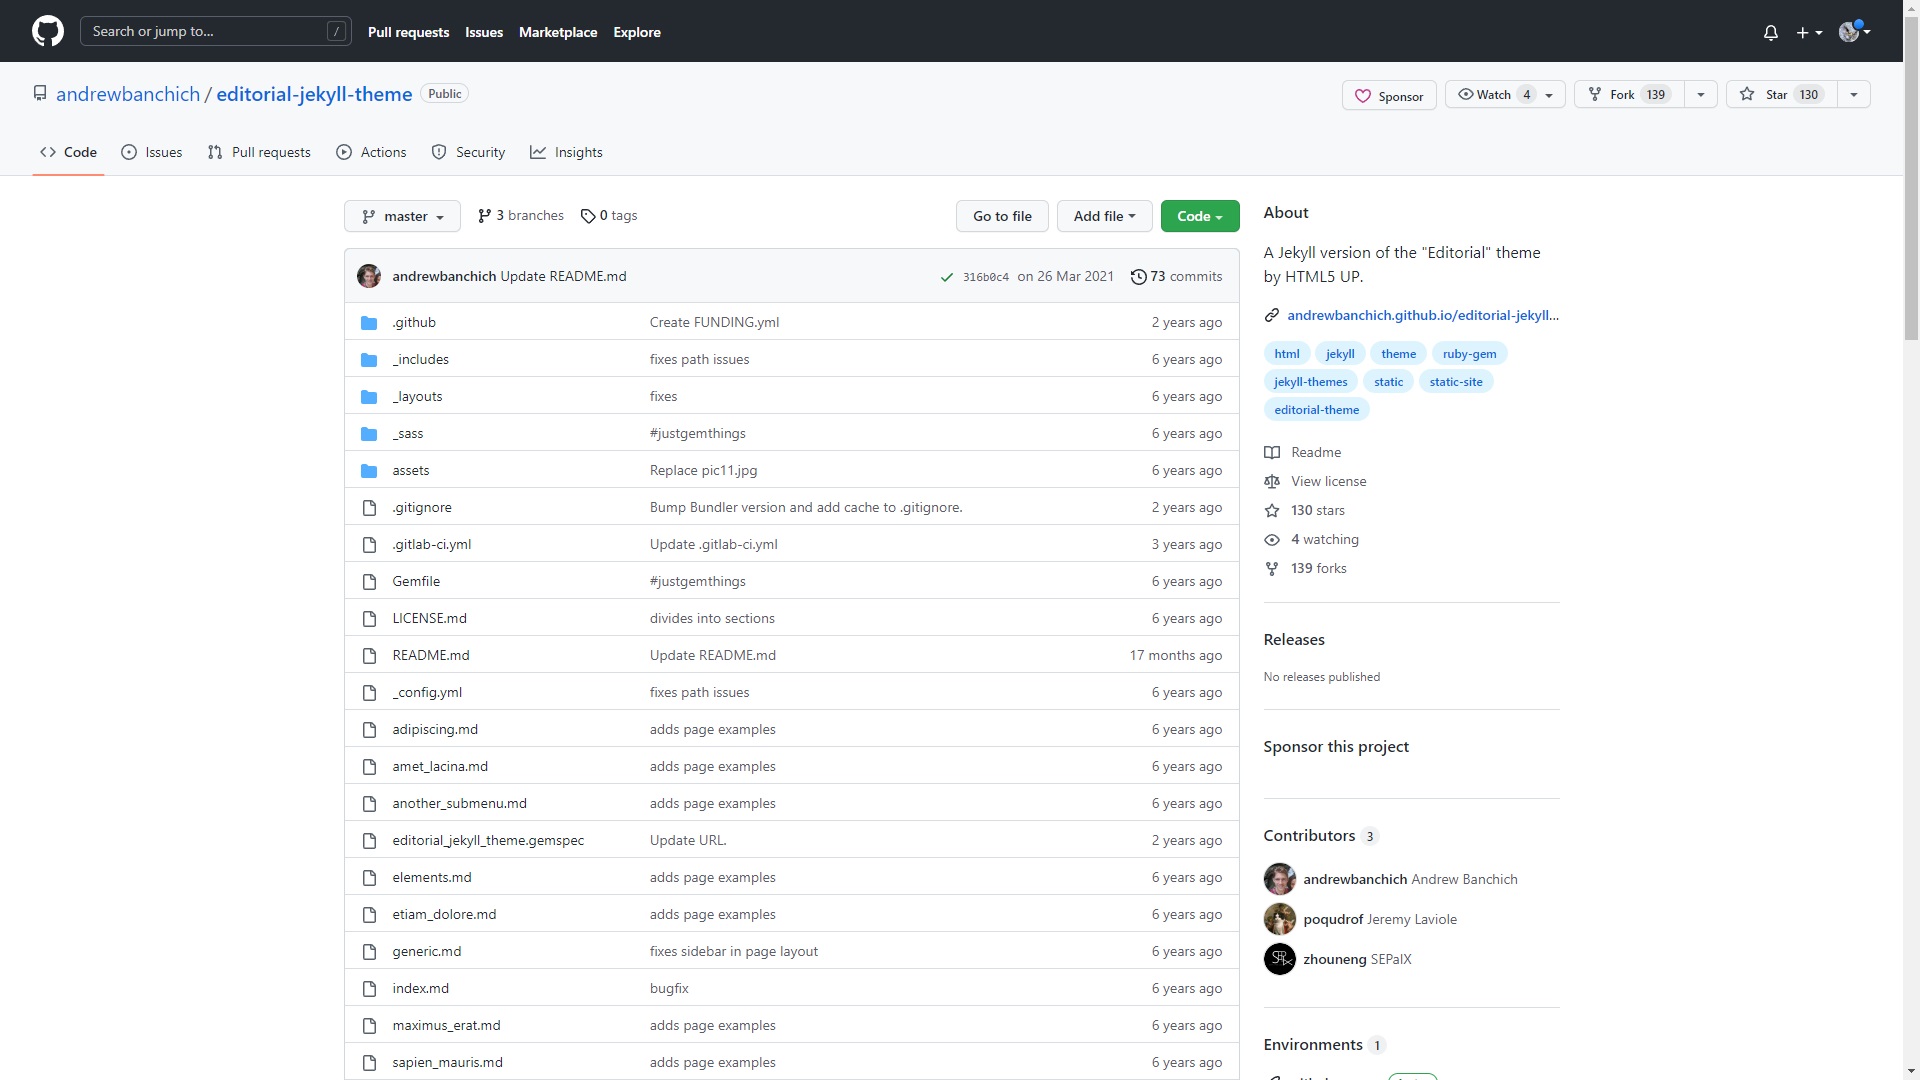 Search or jump to... /
Pull requests Issues Marketplace Explore
andrewbanchich / editorial-jekyll-theme Public
Sponsor Watch 4 Fork 139 Star 130
Code Issues Pull requests Actions Security Insights
master 3 branches 0 tags Go to file Add file Code
andrewbanchich Update README.md 316b0c4 on 26 Mar 2021 73 commits
.github Create FUNDING.yml 2 years ago
_includes fixes path issues 6 years ago
_layouts fixes 6 years ago
_sass #justgemthings 6 years ago
assets Replace pic11.jpg 6 years ago
.gitignore Bump Bundler version and add cache to .gitignore. 2 years ago
.gitlab-ci.yml Update .gitlab-ci.yml 3 years ago
Gemfile #justgemthings 6 years ago
LICENSE.md divides into sections 6 years ago
README.md Update README.md 17 months ago
_config.yml fixes path issues 6 years ago
adipiscing.md adds page examples 6 years ago
amet_lacina.md adds page examples 6 years ago
another_submenu.md adds page examples 6 years ago
editorial_jekyll_theme.gemspec Update URL. 2 years ago
elements.md adds page examples 6 years ago
etiam_dolore.md adds page examples 6 years ago
generic.md fixes sidebar in page layout 6 years ago
index.md bugfix 6 years ago
maximus_erat.md adds page examples 6 years ago
sapien_mauris.md adds page examples 6 years ago
About
A Jekyll version of the "Editorial" theme
by HTML5 UP.
andrewbanchich.github.io/editorial-jekyll...
html jekyll theme ruby-gem
jekyll-themes static static-site
editorial-theme
Readme
View license
130 stars
4 watching
139 forks
Releases
No releases published
Sponsor this project
Contributors 3
andrewbanchich Andrew Banchich
poqudrof Jeremy Laviole
zhouneng SEPalX
Environments 1